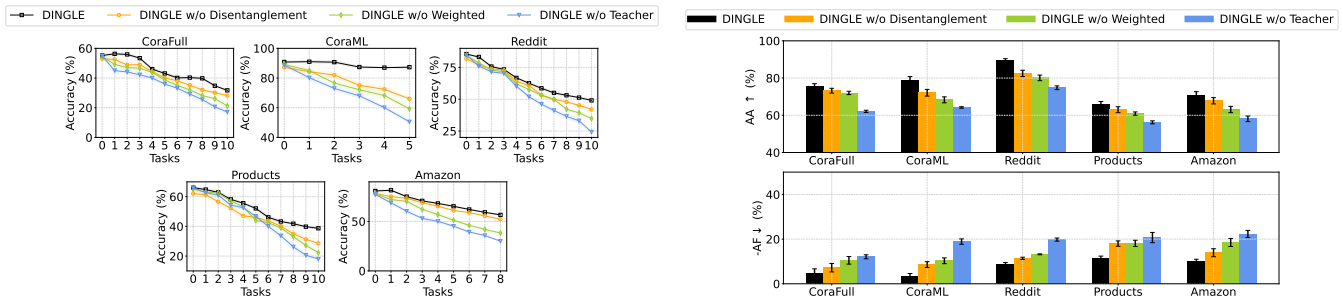 DINGLE DINGLE w/o Disentanglement DINGLE w/o Weighted DINGLE w/o Teacher
CoraFull
Accuracy (%)
60
40
20
0
0 1 2 3 4 5 6 7 8 9 10
Tasks
CoraML
Accuracy (%)
100
80
60
40
0 1 2 3 4 5
Tasks
Reddit
Accuracy (%)
75
50
25
0 1 2 3 4 5 6 7 8 9 10
Tasks
Products
Accuracy (%)
60
40
20
0 1 2 3 4 5 6 7 8 9 10
Tasks
Amazon
Accuracy (%)
50
0
0 1 2 3 4 5 6 7 8
Tasks
DINGLE DINGLE w/o Disentanglement DINGLE w/o Weighted DINGLE w/o Teacher
AA ↑ (%)
100
80
60
40
CoraFull CoraML Reddit Products Amazon
-AF↓ (%)
40
20
0
CoraFull CoraML Reddit Products Amazon